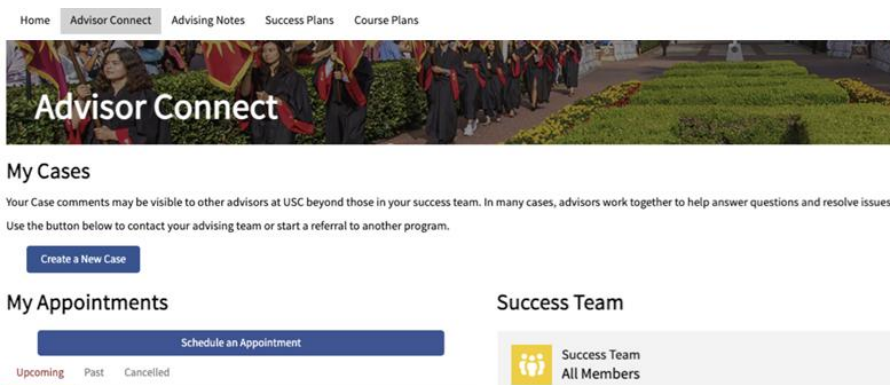 Home Advisor Connect Advising Notes Success Plans Course Plans
Advisor Connect
My Cases
Your Case comments may be visible to other advisors at USC beyond those in your success team. In many cases, advisors work together to help answer questions and resolve issues
Use the button below to contact your advising team or start a referral to another program.
Create a New Case
My Appointments
Schedule an Appointment
Upcoming Past Cancelled
Success Team
Success Team
All Members